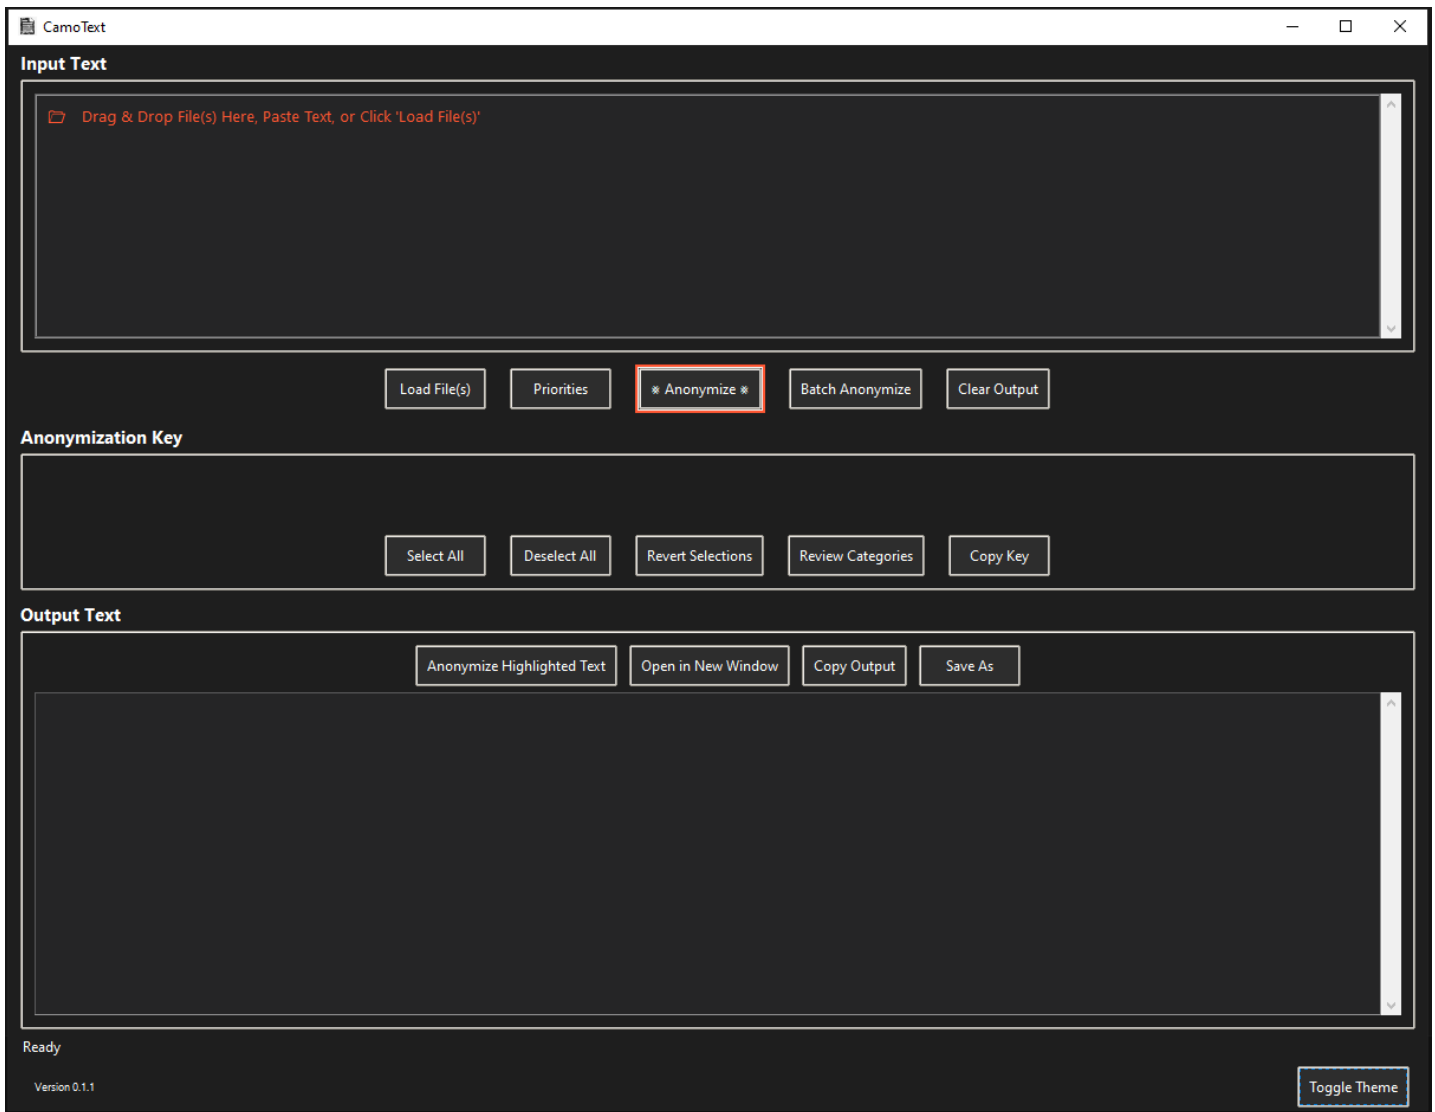 CamoText
Input Text
Drag & Drop File(s) Here, Paste Text, or Click 'Load File(s)'
Load File(s) Priorities ※ Anonymize ※ Batch Anonymize Clear Output
Anonymization Key
Select All Deselect All Revert Selections Review Categories Copy Key
Output Text
Anonymize Highlighted Text Open in New Window Copy Output Save As
Ready
Version 0.1.1
Toggle Theme